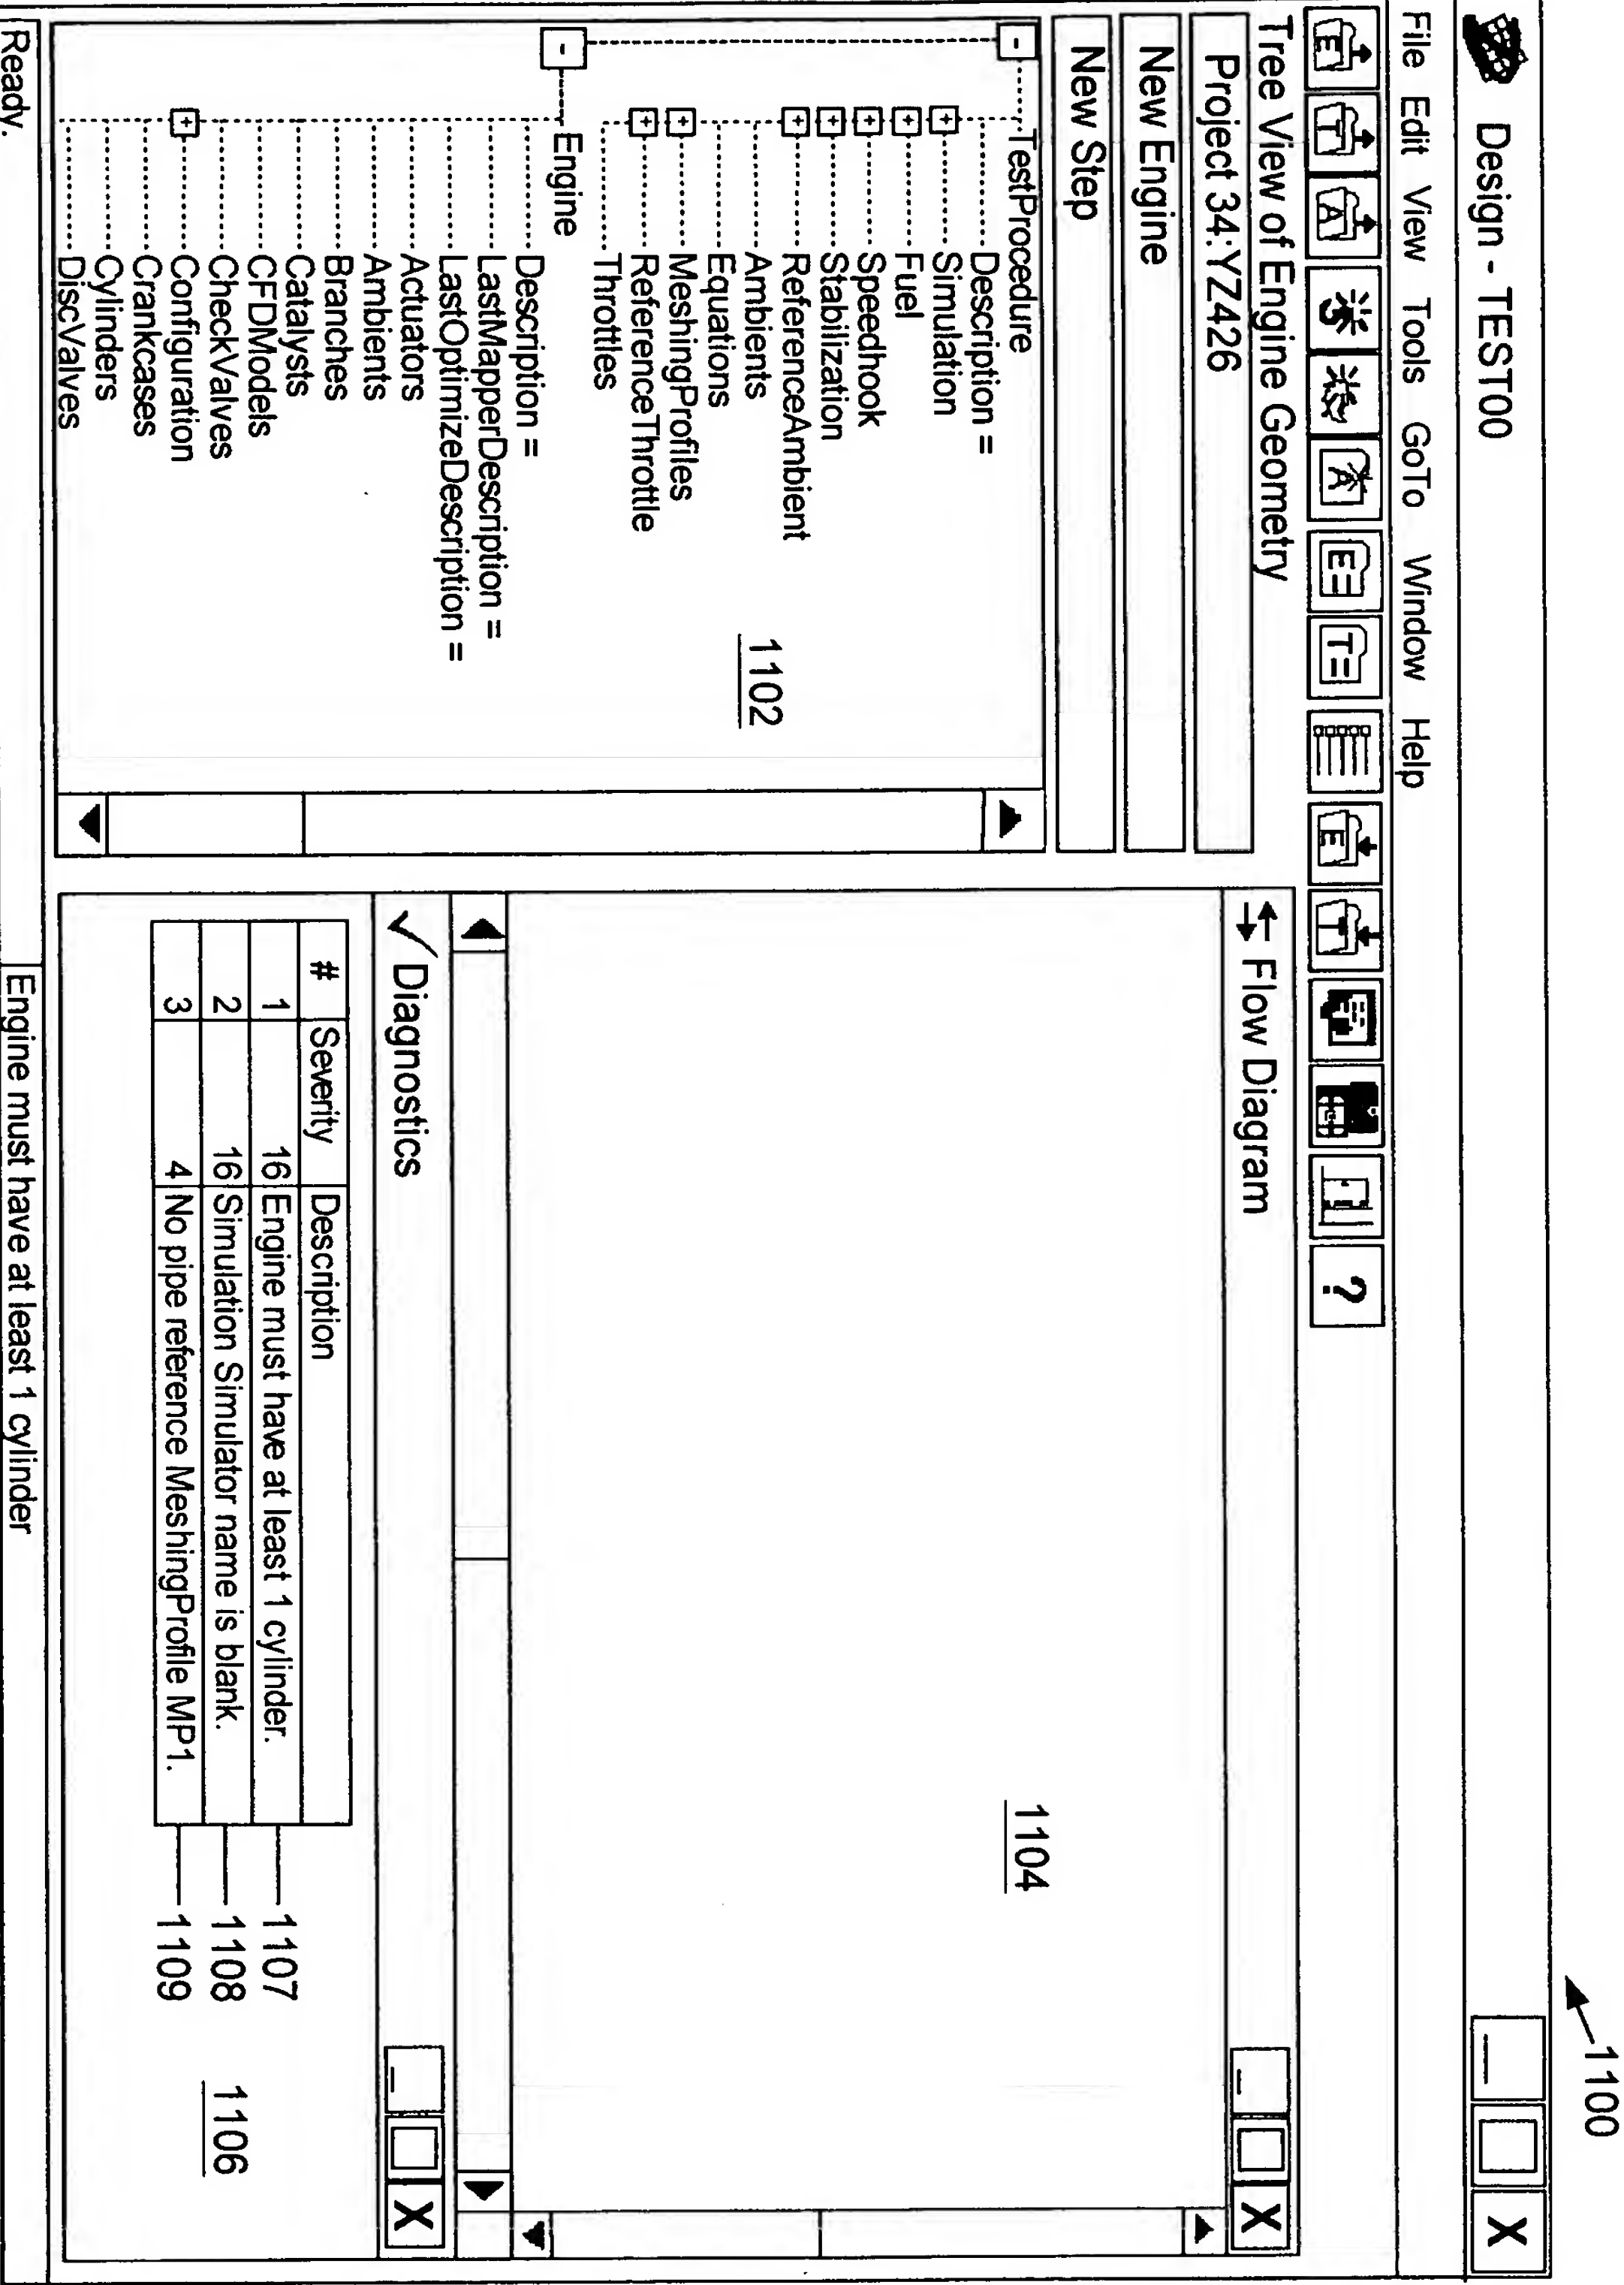 1100
Design - TEST00
X
File Edit View Tools GoTo Window Help
E T A A E= T= E T ?
Tree View of Engine Geometry
Project 34:YZ426
New Engine
New Step
TestProcedure
Description =
Simulation
Fuel
Speedhook
Stabilization
ReferenceAmbient
Ambients
Equations
MeshingProfiles
ReferenceThrottle
Throttles
Engine
Description =
LastMapperDescription =
LastOptimizeDescription =
Actuators
Ambients
Branches
Catalysts
CFDModels
CheckValves
Configuration
Crankcases
Cylinders
DiscValves
1102
Flow Diagram
X
1104
Diagnostics
X
# Severity Description
1 16 Engine must have at least 1 cylinder. 1107
2 16 Simulation Simulator name is blank. 1108
3 4 No pipe reference MeshingProfile MP1. 1109
1106
Ready.
Engine must have at least 1 cylinder